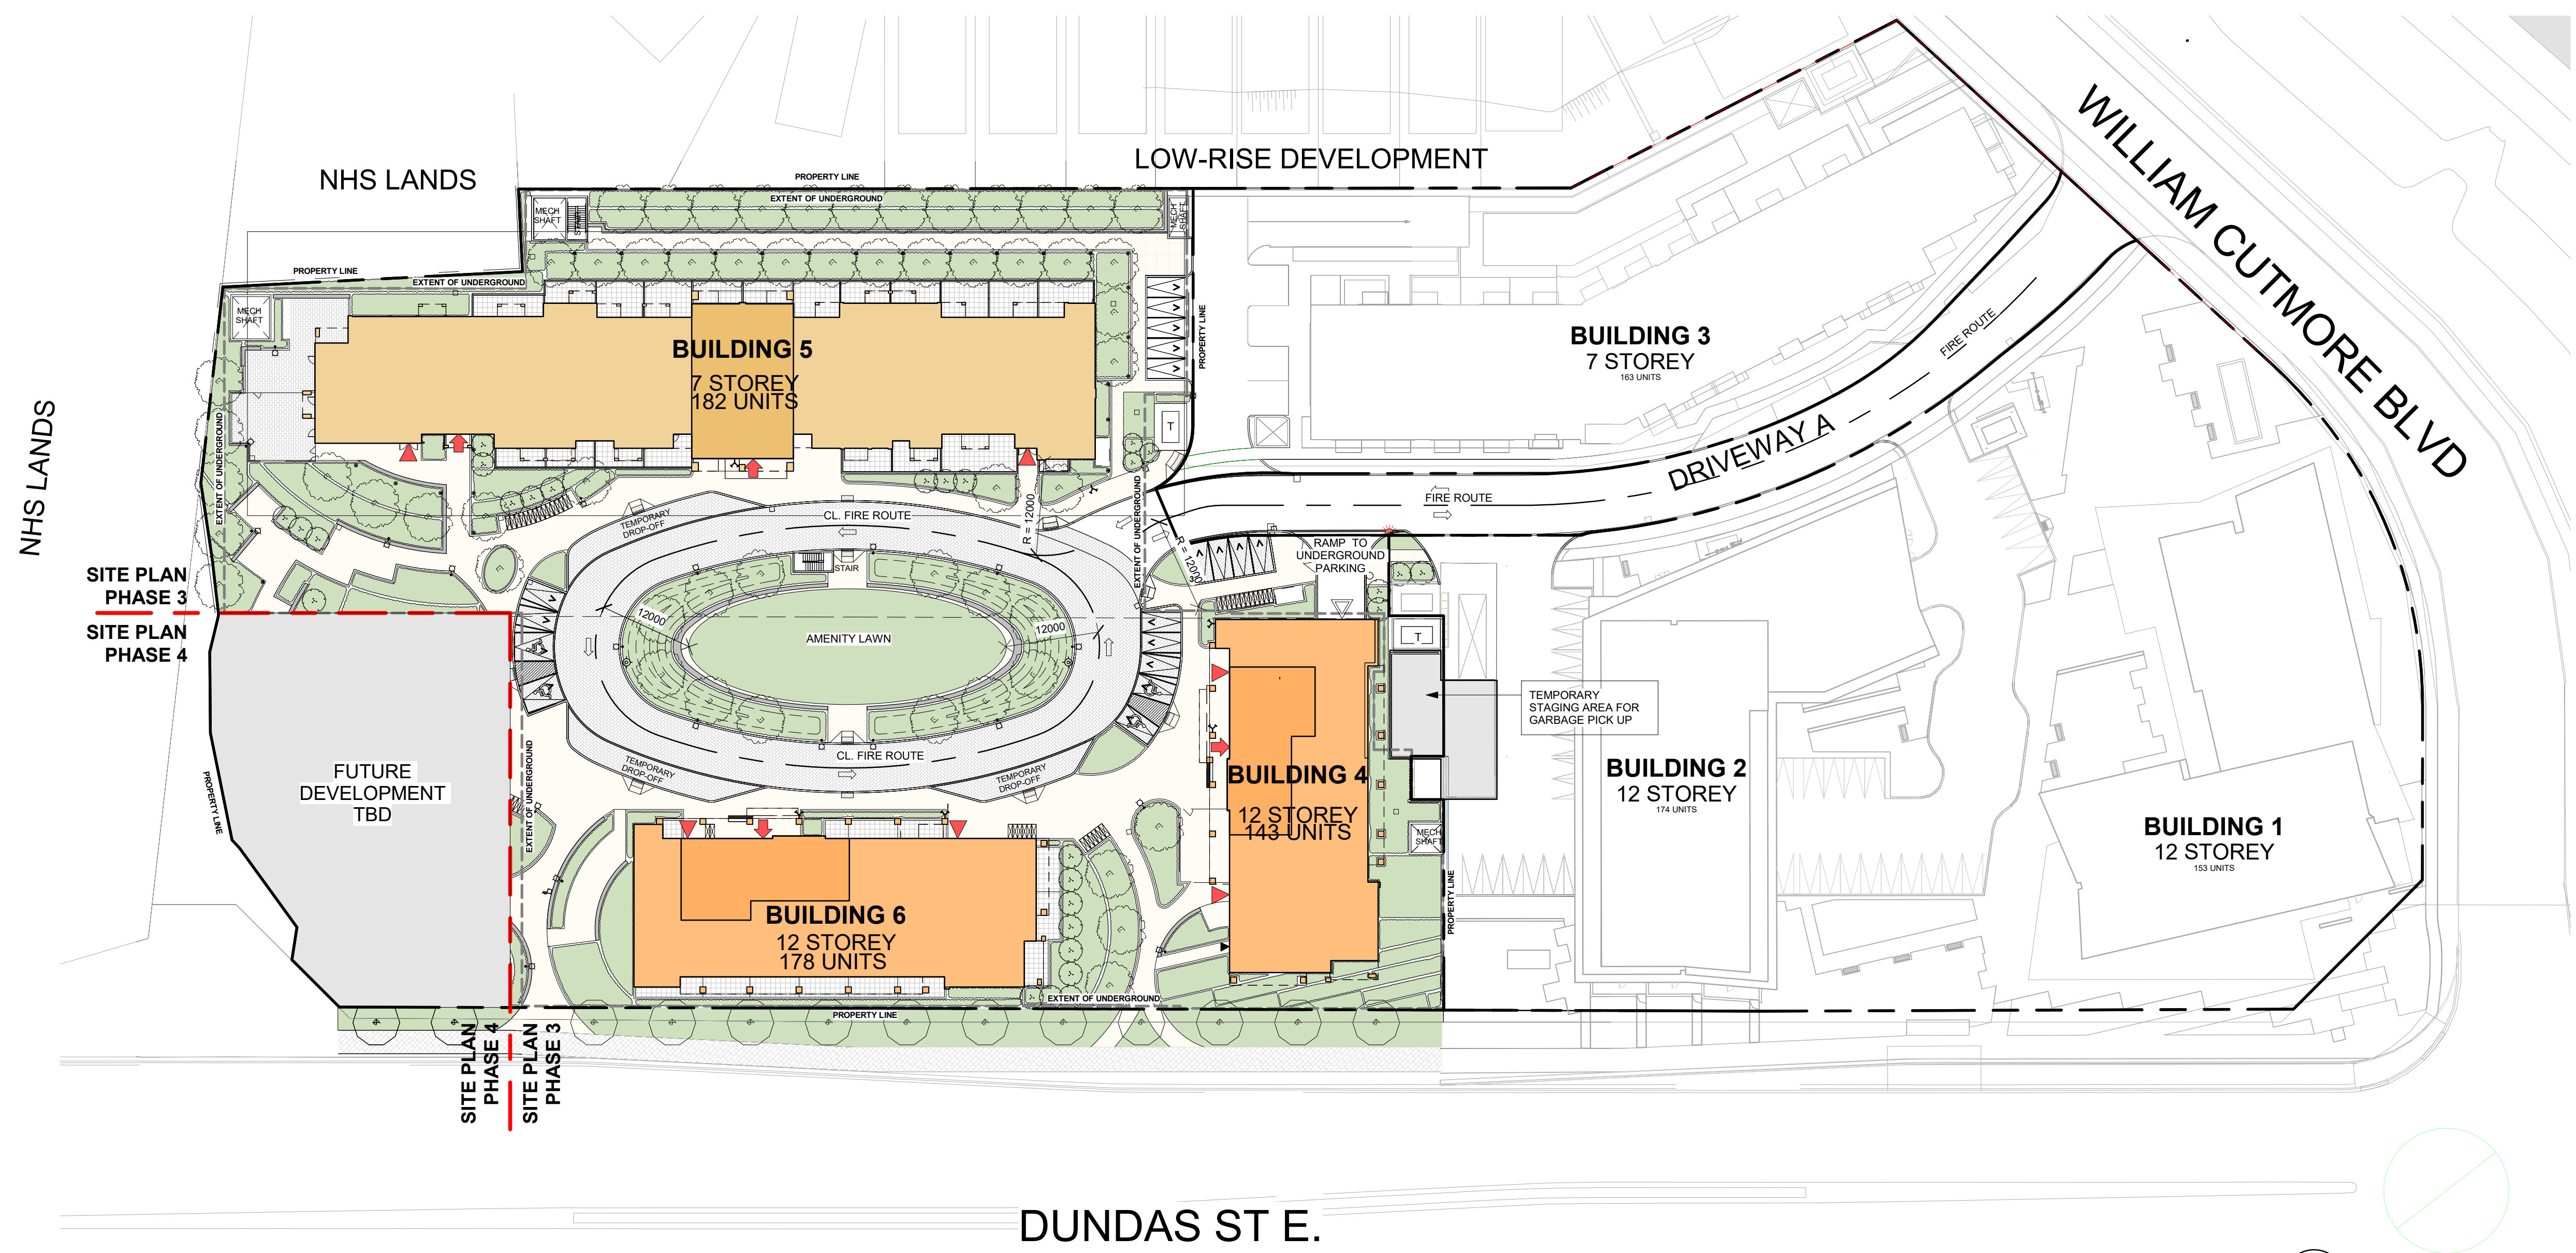 WILLIAM CUTMORE BLVD
LOW-RISE DEVELOPMENT
NHS LANDS
PROPERTY LINE
EXTENT OF UNDERGROUND
MECH
SHAFT
STAIR
MECH
SHAFT
PROPERTY LINE
EXTENT OF UNDERGROUND
MECH
SHAFT
PROPERTY LINE
BUILDING 5
7 STOREY
182 UNITS
BUILDING 3
7 STOREY
163 UNITS
FIRE ROUTE
T
NHS LANDS
EXTENT OF UNDERGROUND
DRIVEWAY A
FIRE ROUTE
TEMPORARY
DROP-OFF
CL. FIRE ROUTE
R = 12000
EXTENT OF UNDERGROUND
R = 12000
RAMP TO
UNDERGROUND
PARKING
STAIR
SITE PLAN
PHASE 3
SITE PLAN
PHASE 4
12000
12000
AMENITY LAWN
T
TEMPORARY
STAGING AREA FOR
GARBAGE PICK UP
CL. FIRE ROUTE
TEMPORARY
DROP-OFF
TEMPORARY
DROP-OFF
PROPERTY LINE
FUTURE
DEVELOPMENT
TBD
EXTENT OF UNDERGROUND
BUILDING 4
12 STOREY
143 UNITS
MECH
SHAFT
BUILDING 2
12 STOREY
174 UNITS
BUILDING 1
12 STOREY
153 UNITS
BUILDING 6
12 STOREY
178 UNITS
PROPERTY LINE
EXTENT OF UNDERGROUND
PROPERTY LINE
SITE PLAN
PHASE 4
SITE PLAN
PHASE 3
DUNDAS ST E.